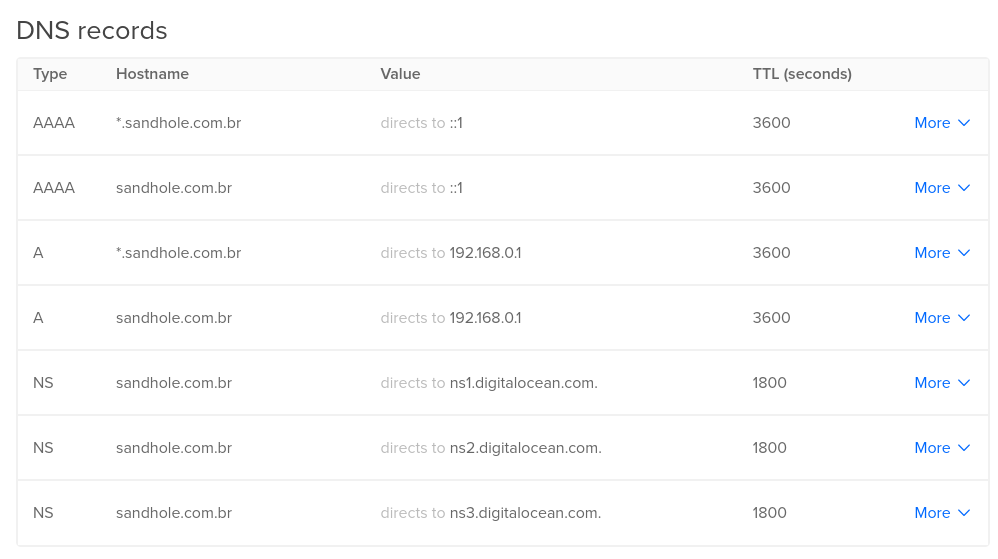 DNS records
Type Hostname Value TTL (seconds)
AAAA *.sandhole.com.br directs to ::1 3600 More
AAAA sandhole.com.br directs to ::1 3600 More
A *.sandhole.com.br directs to 192.168.0.1 3600 More
A sandhole.com.br directs to 192.168.0.1 3600 More
NS sandhole.com.br directs to ns1.digitalocean.com. 1800 More
NS sandhole.com.br directs to ns2.digitalocean.com. 1800 More
NS sandhole.com.br directs to ns3.digitalocean.com. 1800 More